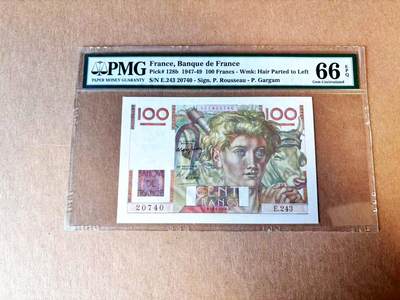 PMG
PAPER MONEY GUARANTY
France, Banque de France
Pick# 128b 1947-49 100 Francs - Wmk: Hair Parted to Left
S/N E.243 20740 - Sign. P. Rousseau - P. Gargam
66 EPQ
Gem Uncirculated
100
100
CENT
FRANCS
20740
E.243